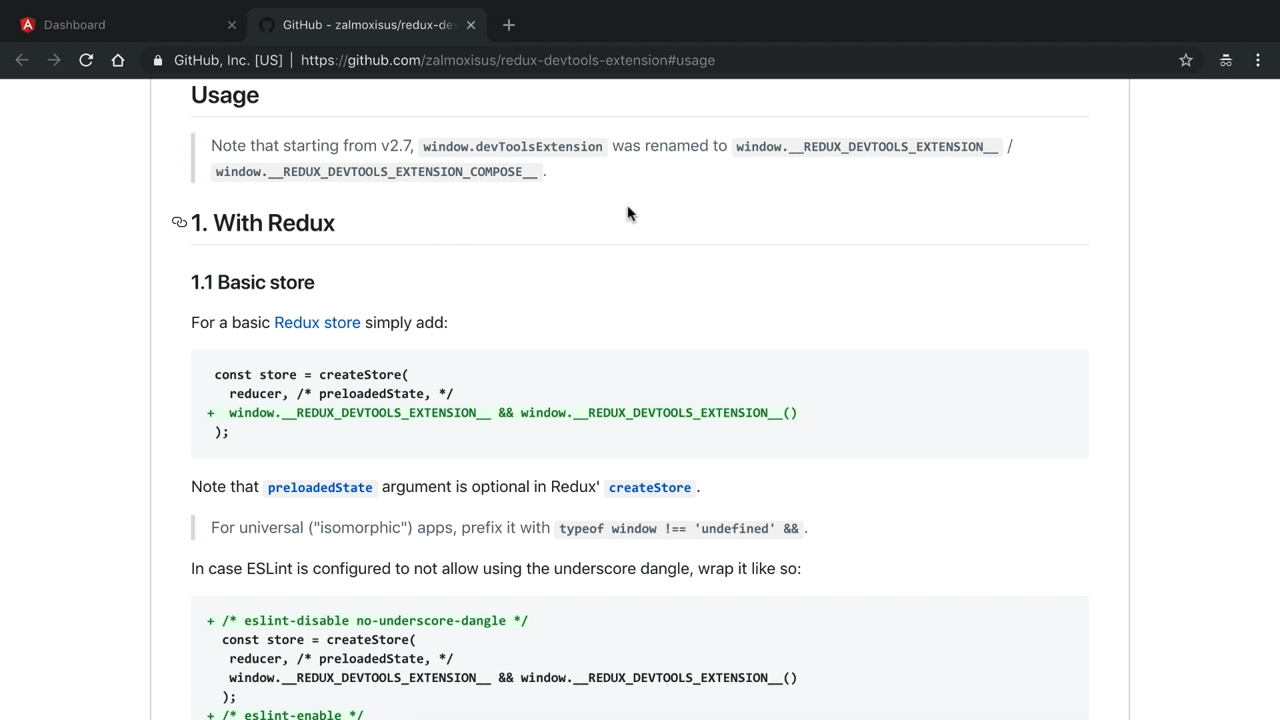 Dashboard
GitHub - zalmoxisus/redux-de
GitHub, Inc. [US] | https://github.com/zalmoxisus/redux-devtools-extension#usage
Usage
Note that starting from v2.7, window.devToolsExtension was renamed to window.__REDUX_DEVTOOLS_EXTENSION__ /
window.__REDUX_DEVTOOLS_EXTENSION_COMPOSE__ .
1. With Redux
1.1 Basic store
For a basic Redux store simply add:
const store = createStore(
reducer, /* preloadedState, */
+ window.__REDUX_DEVTOOLS_EXTENSION__ && window.__REDUX_DEVTOOLS_EXTENSION__()
);
Note that preloadedState argument is optional in Redux' createStore .
For universal ("isomorphic") apps, prefix it with typeof window !== 'undefined' && .
In case ESLint is configured to not allow using the underscore dangle, wrap it like so:
+ /* eslint-disable no-underscore-dangle */
const store = createStore(
reducer, /* preloadedState, */
window.__REDUX_DEVTOOLS_EXTENSION__ && window.__REDUX_DEVTOOLS_EXTENSION__()
);
+ /* eslint-enable */